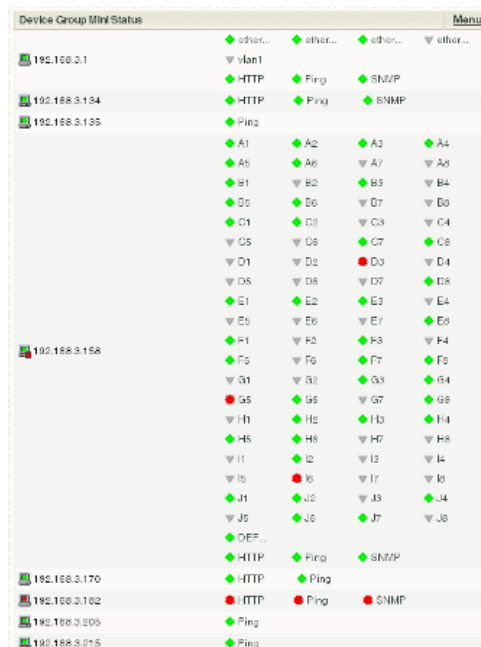 Device Group Mini Status Menu
ether... ether... ether... ether...
192.168.3.1 vlan1
HTTP Ping SNMP
192.168.3.134 HTTP Ping SNMP
192.168.3.135 Ping
A1 A2 A3 A4
A5 A6 A7 A8
B1 B2 B3 B4
B5 B6 B7 B8
C1 C2 C3 C4
C5 C6 C7 C8
D1 D2 D3 D4
D5 D6 D7 D8
E1 E2 E3 E4
E5 E6 E7 E8
F1 F2 F3 F4
192.168.3.158
F5 F6 F7 F8
G1 G2 G3 G4
G5 G6 G7 G8
H1 H2 H3 H4
H5 H6 H7 H8
I1 I2 I3 I4
I5 I6 I7 I8
J1 J2 J3 J4
J5 J6 J7 J8
DEF...
HTTP Ping SNMP
192.168.3.170 HTTP Ping
192.168.3.182 HTTP Ping SNMP
192.168.3.205 Ping
192.168.3.215 Ping